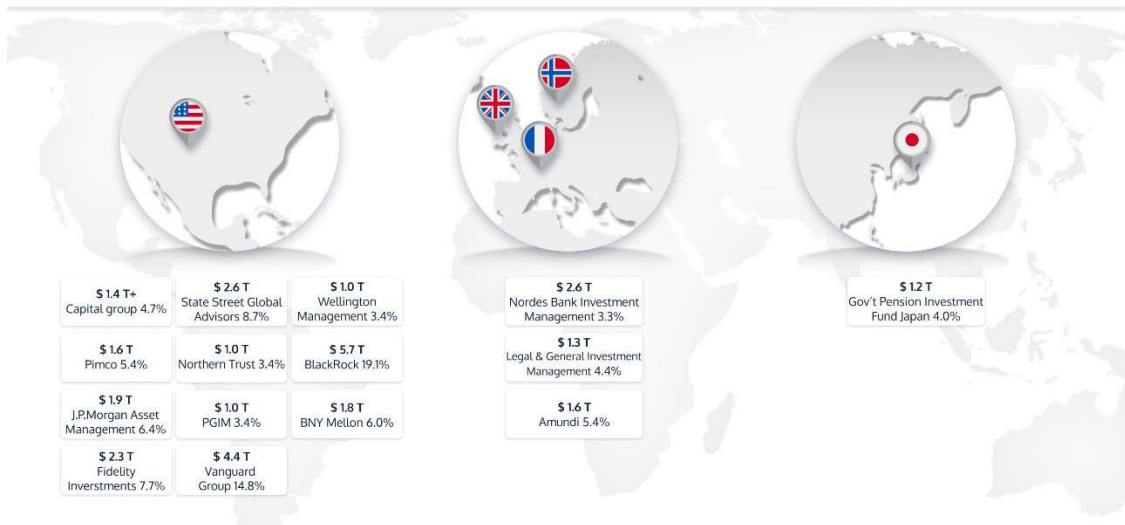 $ 1.4 T+
Capital group 4.7%
$ 2.6 T
State Street Global
Advisors 8.7%
$ 1.0 T
Wellington
Management 3.4%
$ 1.6 T
Pimco 5.4%
$ 1.0 T
Northern Trust 3.4%
$ 5.7 T
BlackRock 19.1%
$ 1.9 T
J.P.Morgan Asset
Management 6.4%
$ 1.0 T
PGIM 3.4%
$ 1.8 T
BNY Mellon 6.0%
$ 2.3 T
Fidelity
Inverstments 7.7%
$ 4.4 T
Vanguard
Group 14.8%
$ 2.6 T
Nordes Bank Investment
Management 3.3%
$ 1.3 T
Legal & General Investment
Management 4.4%
$ 1.6 T
Amundi 5.4%
$ 1.2 T
Gov't Pension Investment
Fund Japan 4.0%